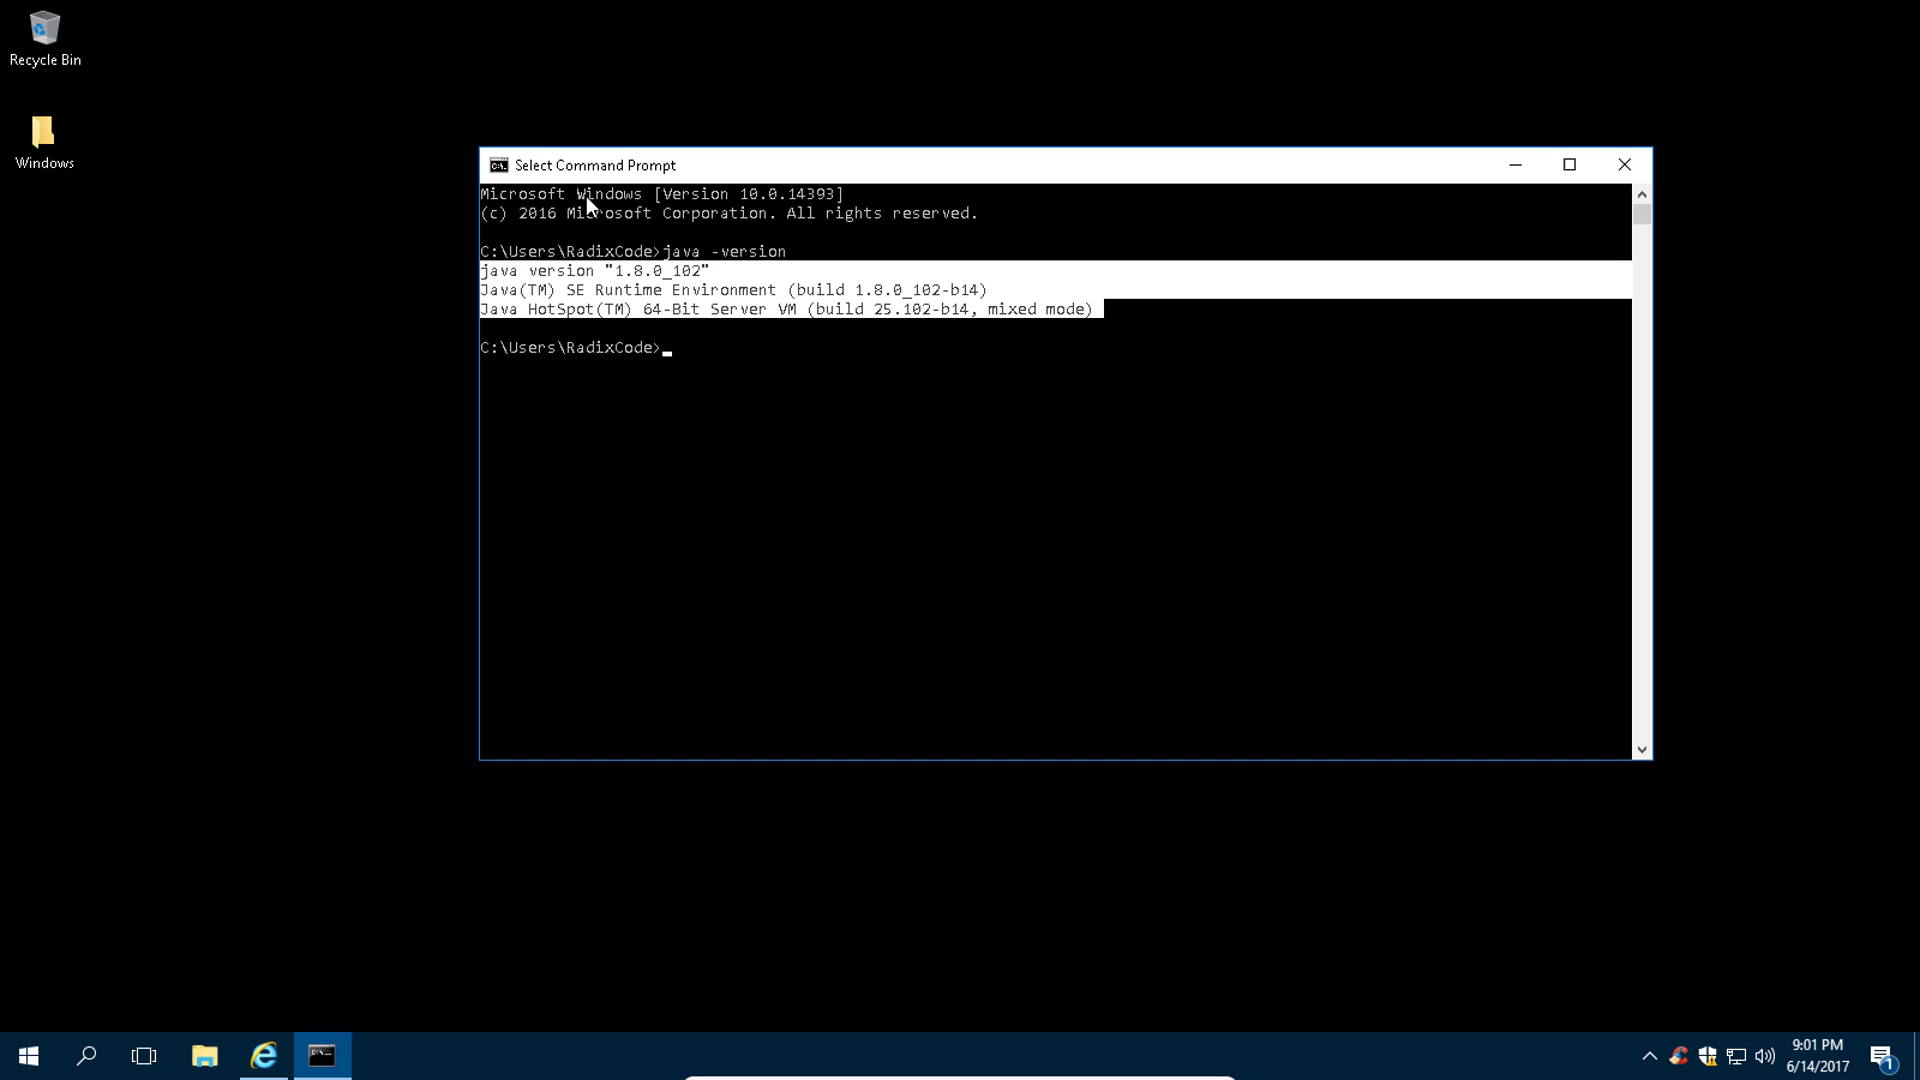 Recycle Bin
Windows
Select Command Prompt
Microsoft Windows [Version 10.0.14393]
(c) 2016 Microsoft Corporation. All rights reserved.
C:\Users\RadixCode>java -version
java version "1.8.0_102"
Java(TM) SE Runtime Environment (build 1.8.0_102-b14)
Java HotSpot(TM) 64-Bit Server VM (build 25.102-b14, mixed mode)
C:\Users\RadixCode>
9:01 PM
6/14/2017
1